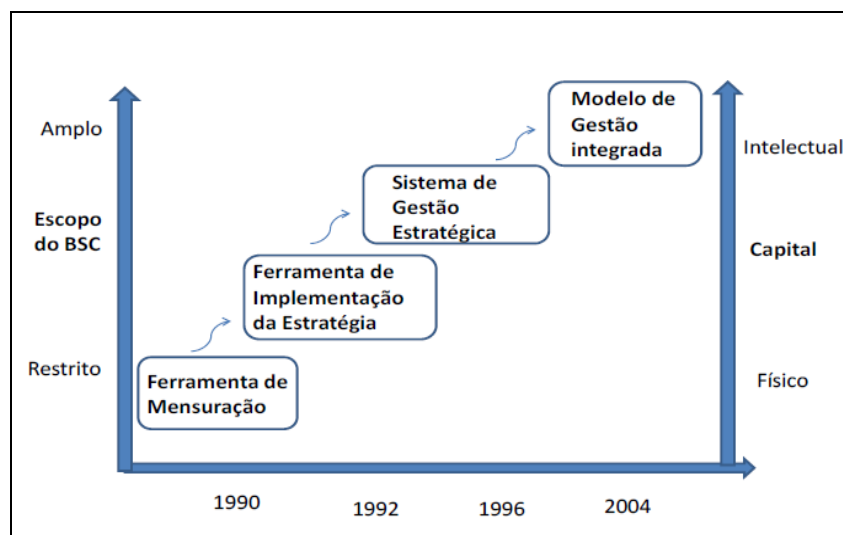 Amplo
Escopo
do BSC
Restrito
Modelo de
Gestão
integrada
Sistema de
Gestão
Estratégica
Ferramenta de
Implementação
da Estratégia
Ferramenta de
Mensuração
Intelectual
Capital
Físico
1990
1992
1996
2004